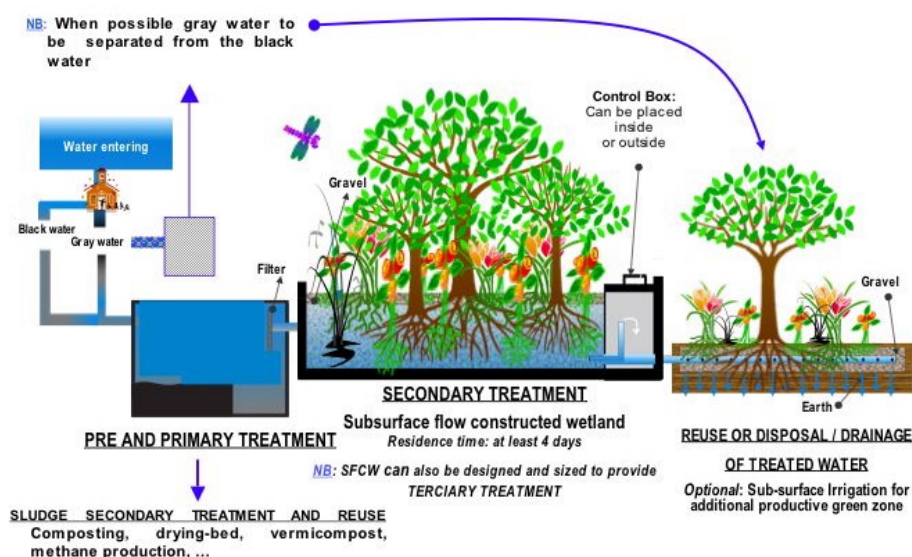 NB: When possible gray water to
be separated from the black
water
Control Box:
Can be placed
inside
or outside
Water entering
Gravel
Black water
Gray water
Filter
Gravel
Earth
SECONDARY TREATMENT
Subsurface flow constructed wetland
Residence time: at least 4 days
PRE AND PRIMARY TREATMENT
REUSE OR DISPOSAL / DRAINAGE
OF TREATED WATER
NB: SFCW can also be designed and sized to provide
TERCIARY TREATMENT
Optional: Sub-surface Irrigation for
additional productive green zone
SLUDGE SECONDARY TREATMENT AND REUSE
Composting, drying-bed, vermicompost,
methane production, ...